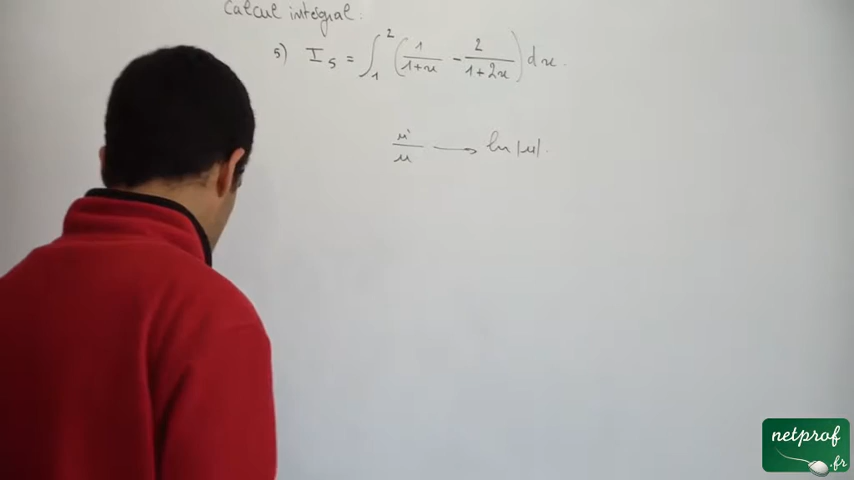 Calcul intégral :
5) I₅ = ∫₁² (1/(1+x) - 2/(1+2x)) dx.
u'/u → ln |u|.
netprof
.fr